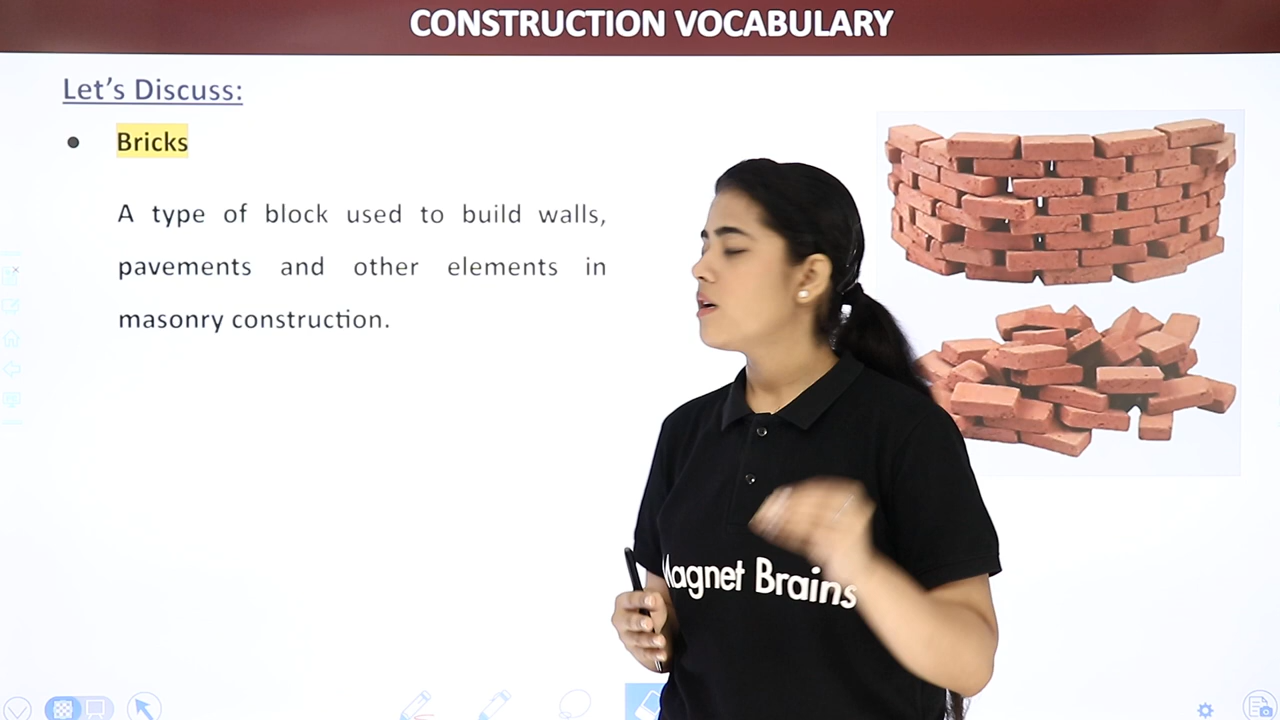 CONSTRUCTION VOCABULARY
Let's Discuss:
• Bricks
A type of block used to build walls,
pavements and other elements in
masonry construction.
Magnet Brains